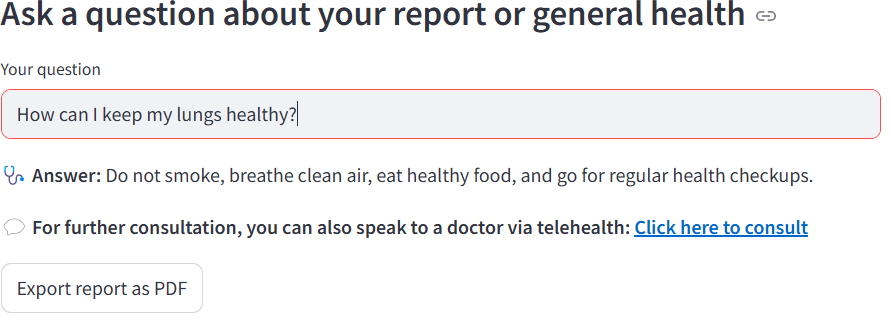 Ask a question about your report or general health
Your question
How can I keep my lungs healthy?
Answer: Do not smoke, breathe clean air, eat healthy food, and go for regular health checkups.
For further consultation, you can also speak to a doctor via telehealth: Click here to consult
Export report as PDF